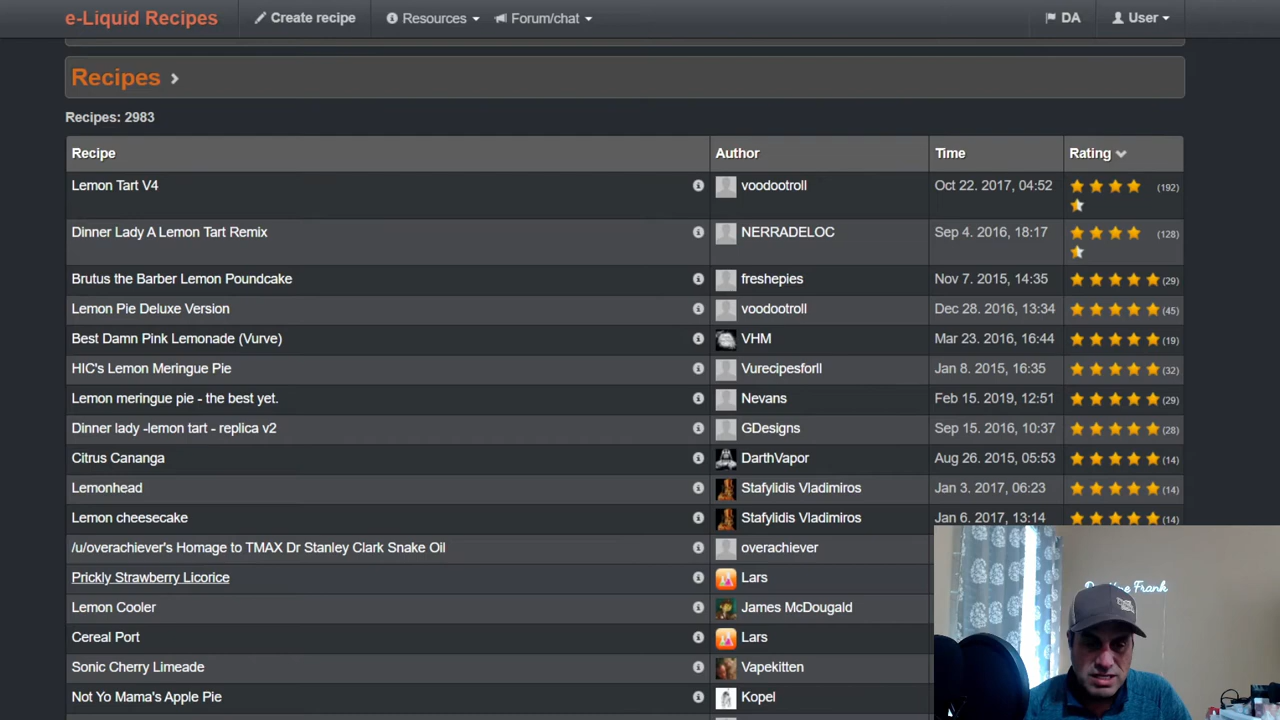 e-Liquid Recipes Create recipe Resources Forum/chat DA User
Recipes
Recipes: 2983
Recipe Author Time Rating
Lemon Tart V4 voodootroll Oct 22. 2017, 04:52 (192)
Dinner Lady A Lemon Tart Remix NERRADELOC Sep 4. 2016, 18:17 (128)
Brutus the Barber Lemon Poundcake freshepies Nov 7. 2015, 14:35 (29)
Lemon Pie Deluxe Version voodootroll Dec 28. 2016, 13:34 (45)
Best Damn Pink Lemonade (Vurve) VHM Mar 23. 2016, 16:44 (19)
HIC's Lemon Meringue Pie Vurecipesforll Jan 8. 2015, 16:35 (32)
Lemon meringue pie - the best yet. Nevans Feb 15. 2019, 12:51 (29)
Dinner lady -lemon tart - replica v2 GDesigns Sep 15. 2016, 10:37 (28)
Citrus Cananga DarthVapor Aug 26. 2015, 05:53 (14)
Lemonhead Stafylidis Vladimiros Jan 3. 2017, 06:23 (14)
Lemon cheesecake Stafylidis Vladimiros Jan 6. 2017, 13:14 (14)
/u/overachiever's Homage to TMAX Dr Stanley Clark Snake Oil overachiever
Prickly Strawberry Licorice Lars
Lemon Cooler James McDougald
Cereal Port Lars
Sonic Cherry Limeade Vapekitten
Not Yo Mama's Apple Pie Kopel
Frank